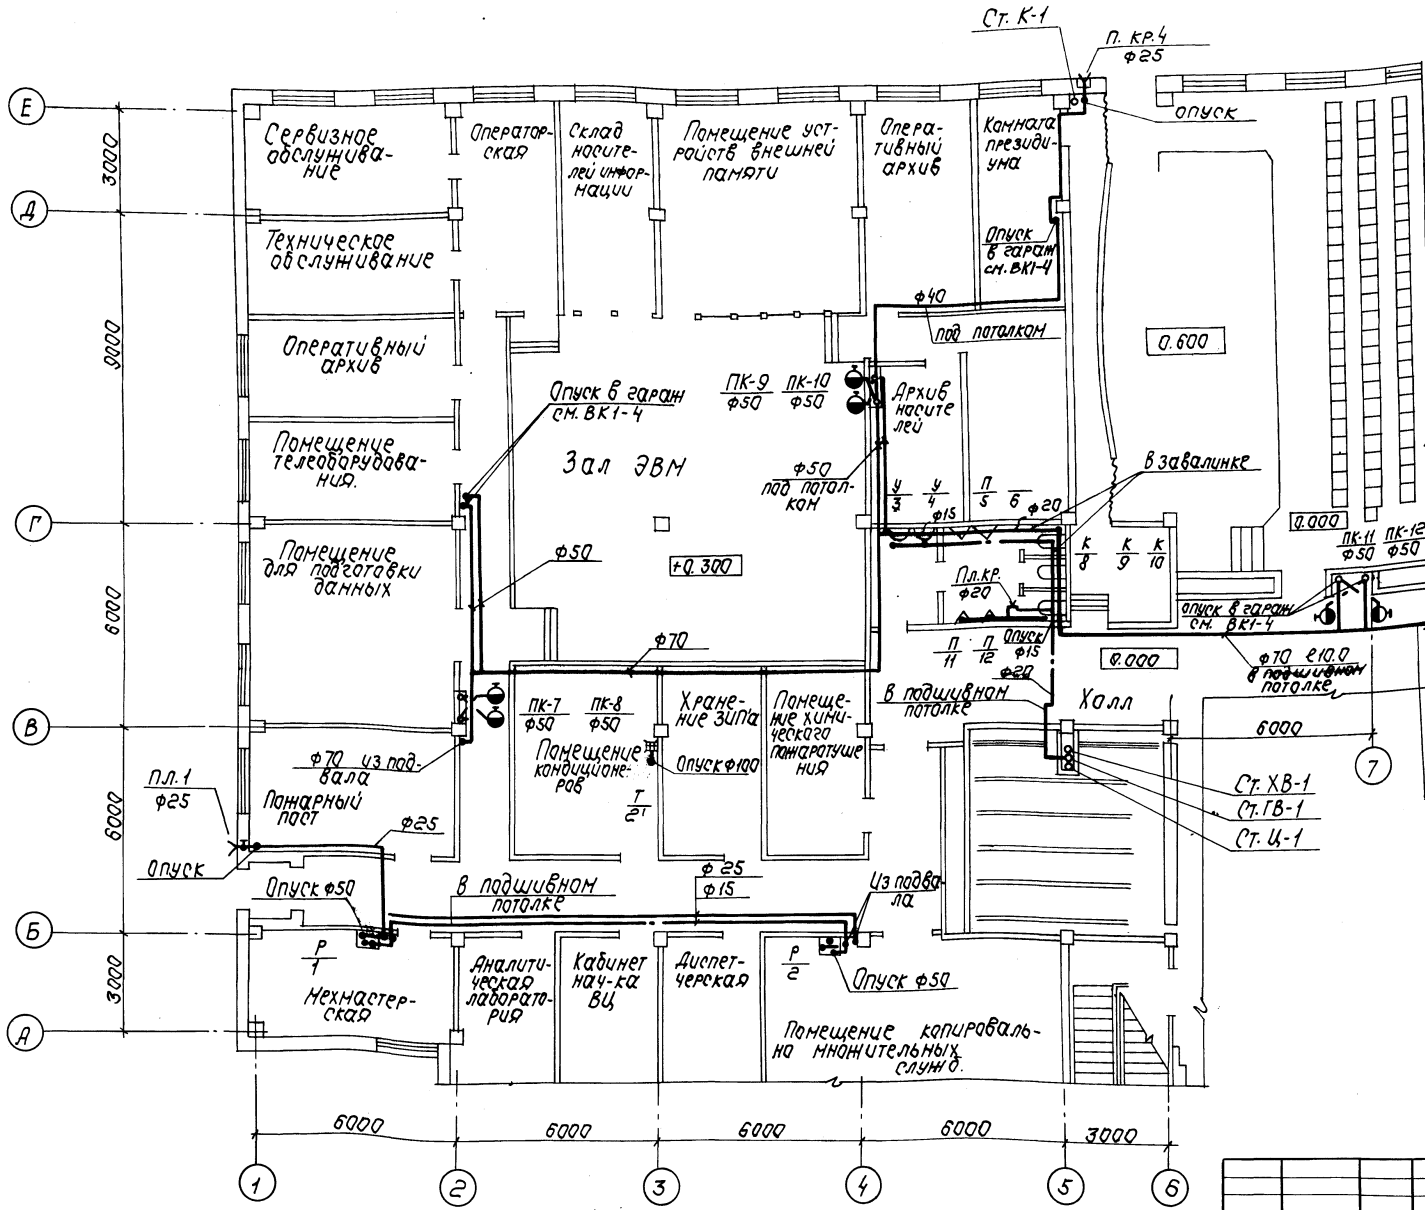 Ст. К-1
П. КР.4
ф25
Опуск
Е
3000
Сервизное
обслужива-
ние
Оператор-
ская
Склад
носите-
лей инфор-
мации
Помещение уст-
ройств внешней
памяти
Опера-
тивный
архив
Комната
президи-
ума
Д
Техническое
обслуживание
Опуск
в гараж
см. ВК1-4
9000
ф40
под потолком
Оперативный
архив
0.600
Опуск в гараж
см. ВК1-4
ПК-9
ф50
ПК-10
ф50
Архив
носите
лей
Помещение
телеоборудова-
ния.
Зал ЭВМ
ф50
под потол-
ком
В завалинке
У
3
У
4
П
5
6
ф15
ф20
Г
0.000
ПК-11
ф50
ПК-12
ф50
Помещение
для подготовки
данных
ф50
+0.300
К
8
К
9
К
10
Пл.кр.
ф20
6000
опуск в гараж
см. ВК1-4
П
11
П
12
Опуск
ф15
ф70
0.000
ф70 е10.0
в подшивном
потолке
ф20
В подшивном
потолке
Холл
6000
7
В
ПК-7
ф50
ПК-8
ф50
Хране-
ние ЗИПа
Помеще-
ние хими-
ческого
пожаротуше
ния
ф70 из под-
вала
Помещение
кондиционе-
ров
Опуск ф100
Т
2
Пл.1
ф25
Пожарный
пост
ф25
Ст. ХВ-1
Ст. ГВ-1
Ст. Ц-1
6000
Опуск
Опуск ф50
В подшивном
потолке
ф 25
ф15
Из подва-
ла
Б
Р
1
Аналити-
ческая
лаборато-
рия
Кабинет
нач-ка
ВЦ
Диспет-
черская
Р
2
Опуск ф50
3000
Мехмастер-
ская
А
Помещение копироваль-
но множительных
служб.
6000
6000
6000
6000
3000
1
2
3
4
5
6